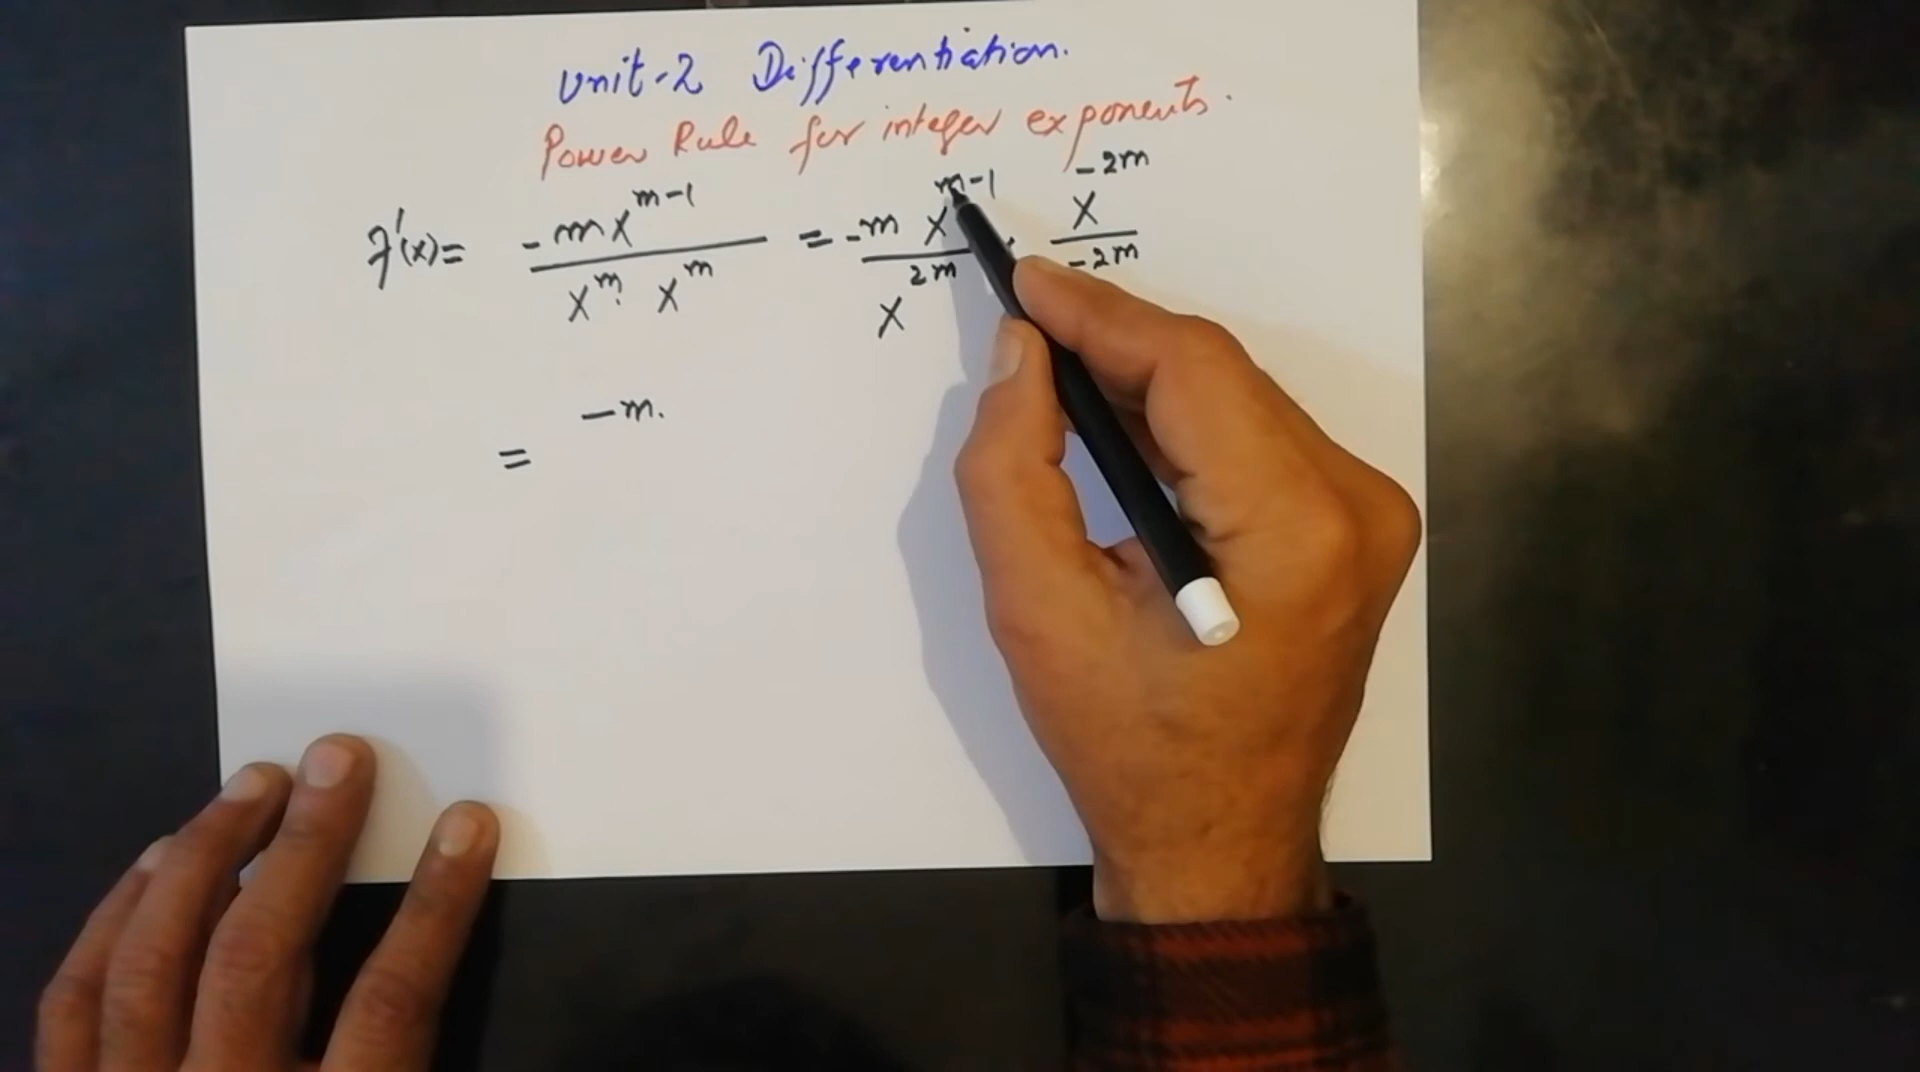 Unit-2 Differentiation.
Power Rule for integer exponents.
f'(x) = -mx^{m-1} / x^m. x^m = -m x^{m-1} / x^{2m} . x^{-2m} / -2m
= -m.